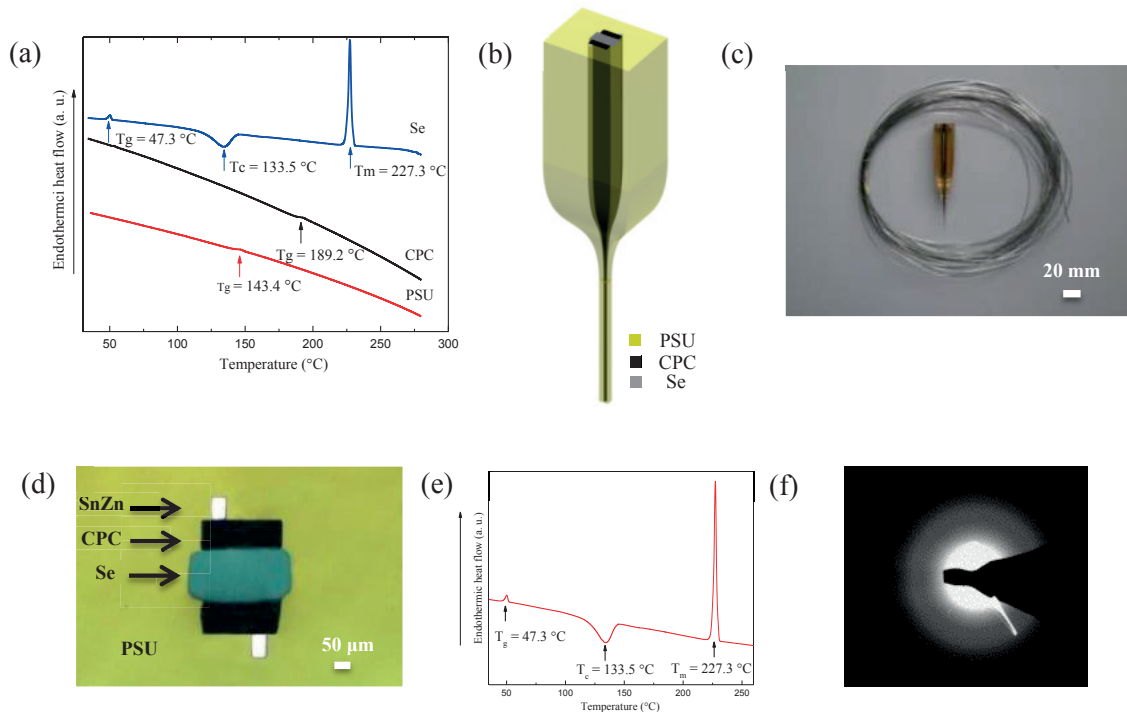 (a)
Endothermci heat flow (a. u.)
Se
Tg = 47.3 °C
Tc = 133.5 °C
Tm = 227.3 °C
Tg = 189.2 °C
CPC
Tg = 143.4 °C
PSU
50 100 150 200 250 300
Temperature (°C)
(b)
PSU
CPC
Se
(c)
20 mm
(d)
SnZn
CPC
Se
PSU
50 µm
(e)
Endothermic heat flow (a. u.)
Tg = 47.3 °C
Tc = 133.5 °C
Tm = 227.3 °C
50 100 150 200 250
Temperature (°C)
(f)